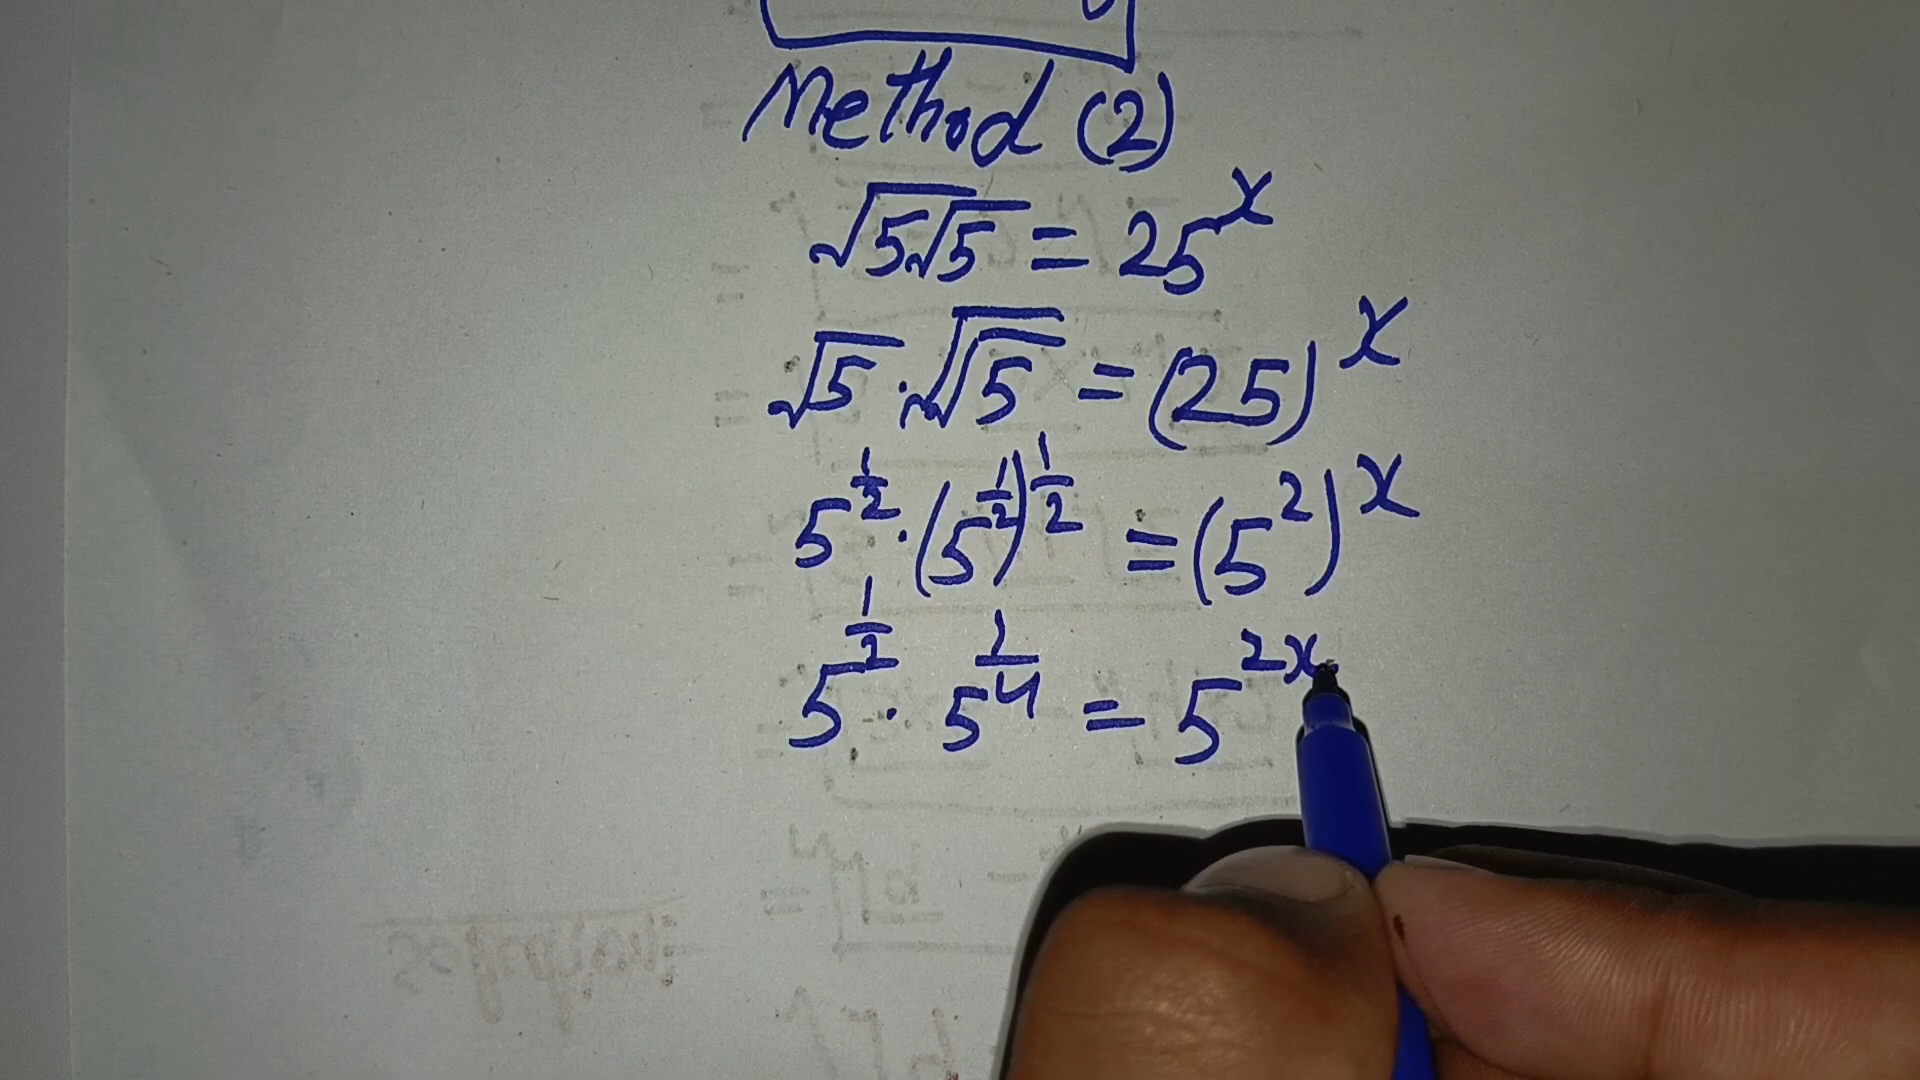 Method (2)
√5√5 = 25^x
√5 · √√5 = (25)^x
5^(1/2) · (5^(1/2))^(1/2) = (5^2)^x
5^(1/2) · 5^(1/4) = 5^(2x)
Solution: